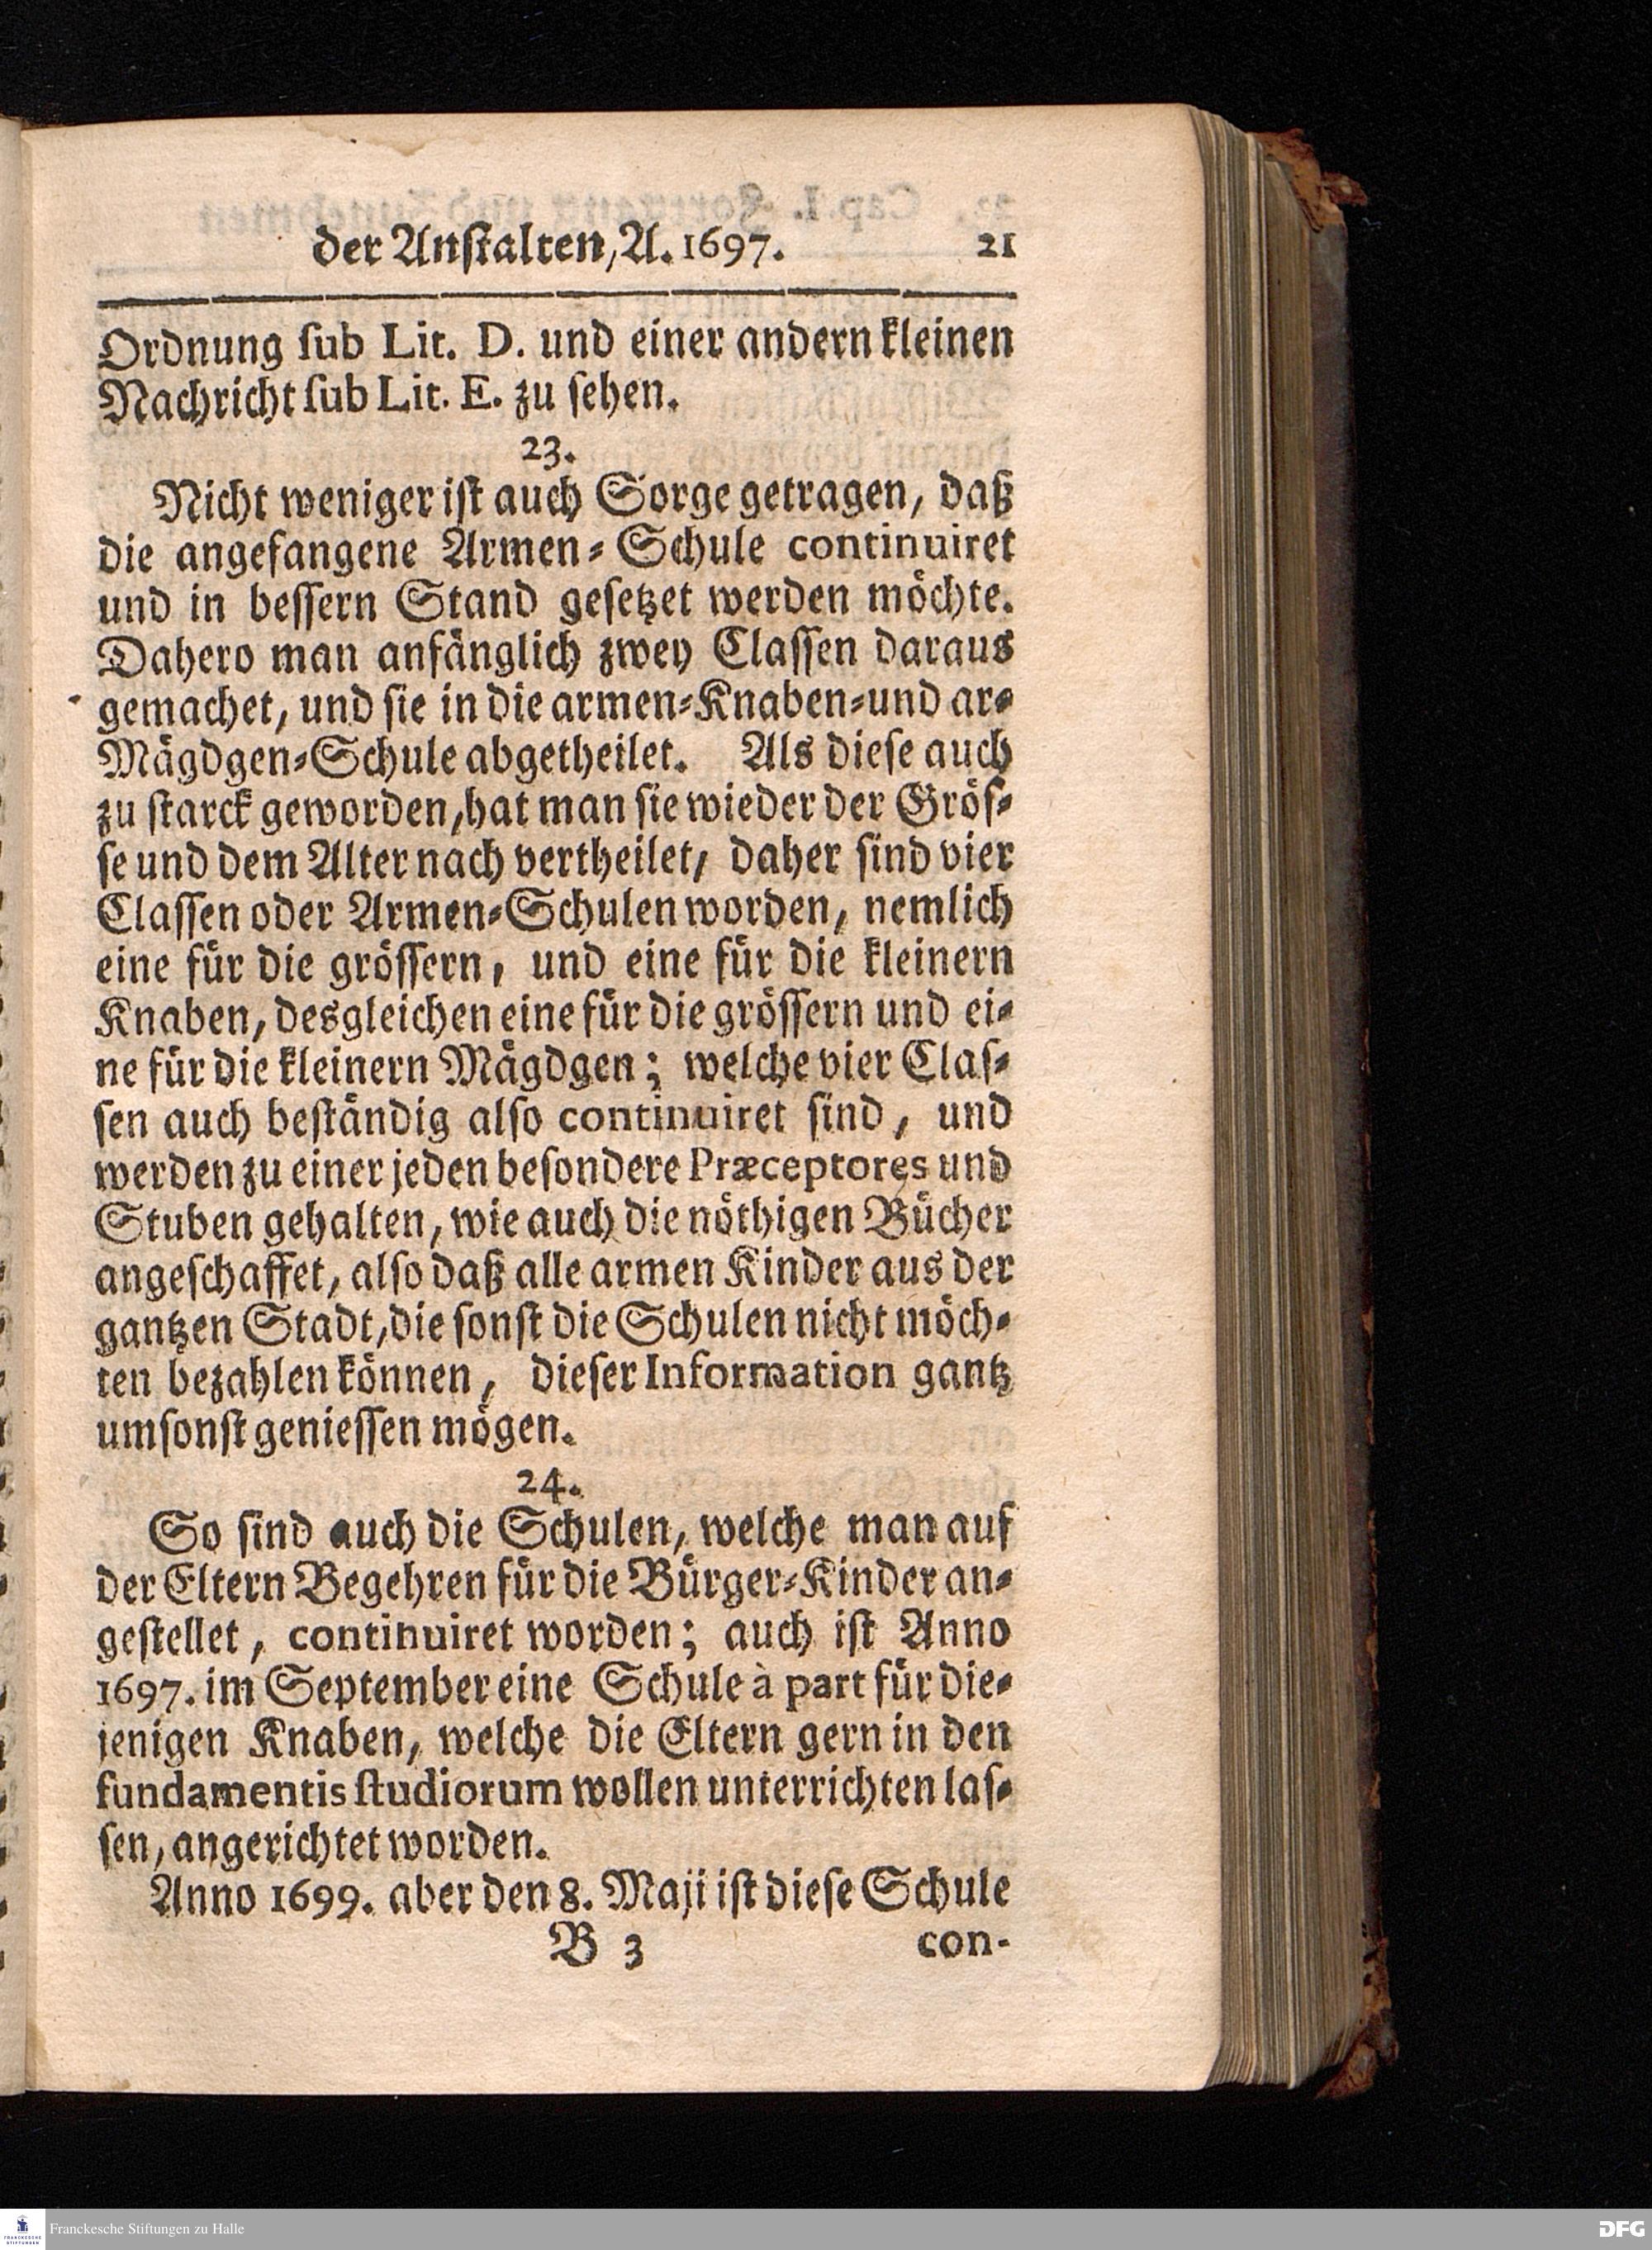 der Anſtalten, A. 1697. 21
Ordnung ſub Lit. D. und einer andern kleinen
Nachricht ſub Lit. E. zu ſehen.
23.
Nicht weniger iſt auch Sorge getragen, daß
die angefangene Armen⸗Schule continuiret
und in beſſern Stand geſetzet werden möchte.
Dahero man anfänglich zwey Claſſen daraus
gemachet, und ſie in die armen⸗Knaben⸗und ar⸗
Mägdgen⸗Schule abgetheilet. Als dieſe auch
zu ſtarck geworden, hat man ſie wieder der Gröſ⸗
ſe und dem Alter nach vertheilet, daher ſind vier
Claſſen oder Armen⸗Schulen worden, nemlich
eine für die gröſſern, und eine für die kleinern
Knaben, desgleichen eine für die gröſſern und ei⸗
ne für die kleinern Mägdgen; welche vier Claſ⸗
ſen auch beſtändig alſo continuiret ſind, und
werden zu einer jeden beſondere Præceptores und
Stuben gehalten, wie auch die nöthigen Bücher
angeſchaffet, alſo daß alle armen Kinder aus der
gantzen Stadt, die ſonſt die Schulen nicht möch⸗
ten bezahlen können, dieſer Information gantz
umſonſt genieſſen mögen.
24.
So ſind auch die Schulen, welche man auf
der Eltern Begehren für die Bürger⸗Kinder an⸗
geſtellet, continuiret worden; auch iſt Anno
1697. im September eine Schule à part für die⸗
jenigen Knaben, welche die Eltern gern in den
fundamentis ſtudiorum wollen unterrichten laſ⸗
ſen, angerichtet worden.
Anno 1699. aber den 8. Maji iſt dieſe Schule
B 3 con-
Franckesche Stiftungen zu Halle
DFG